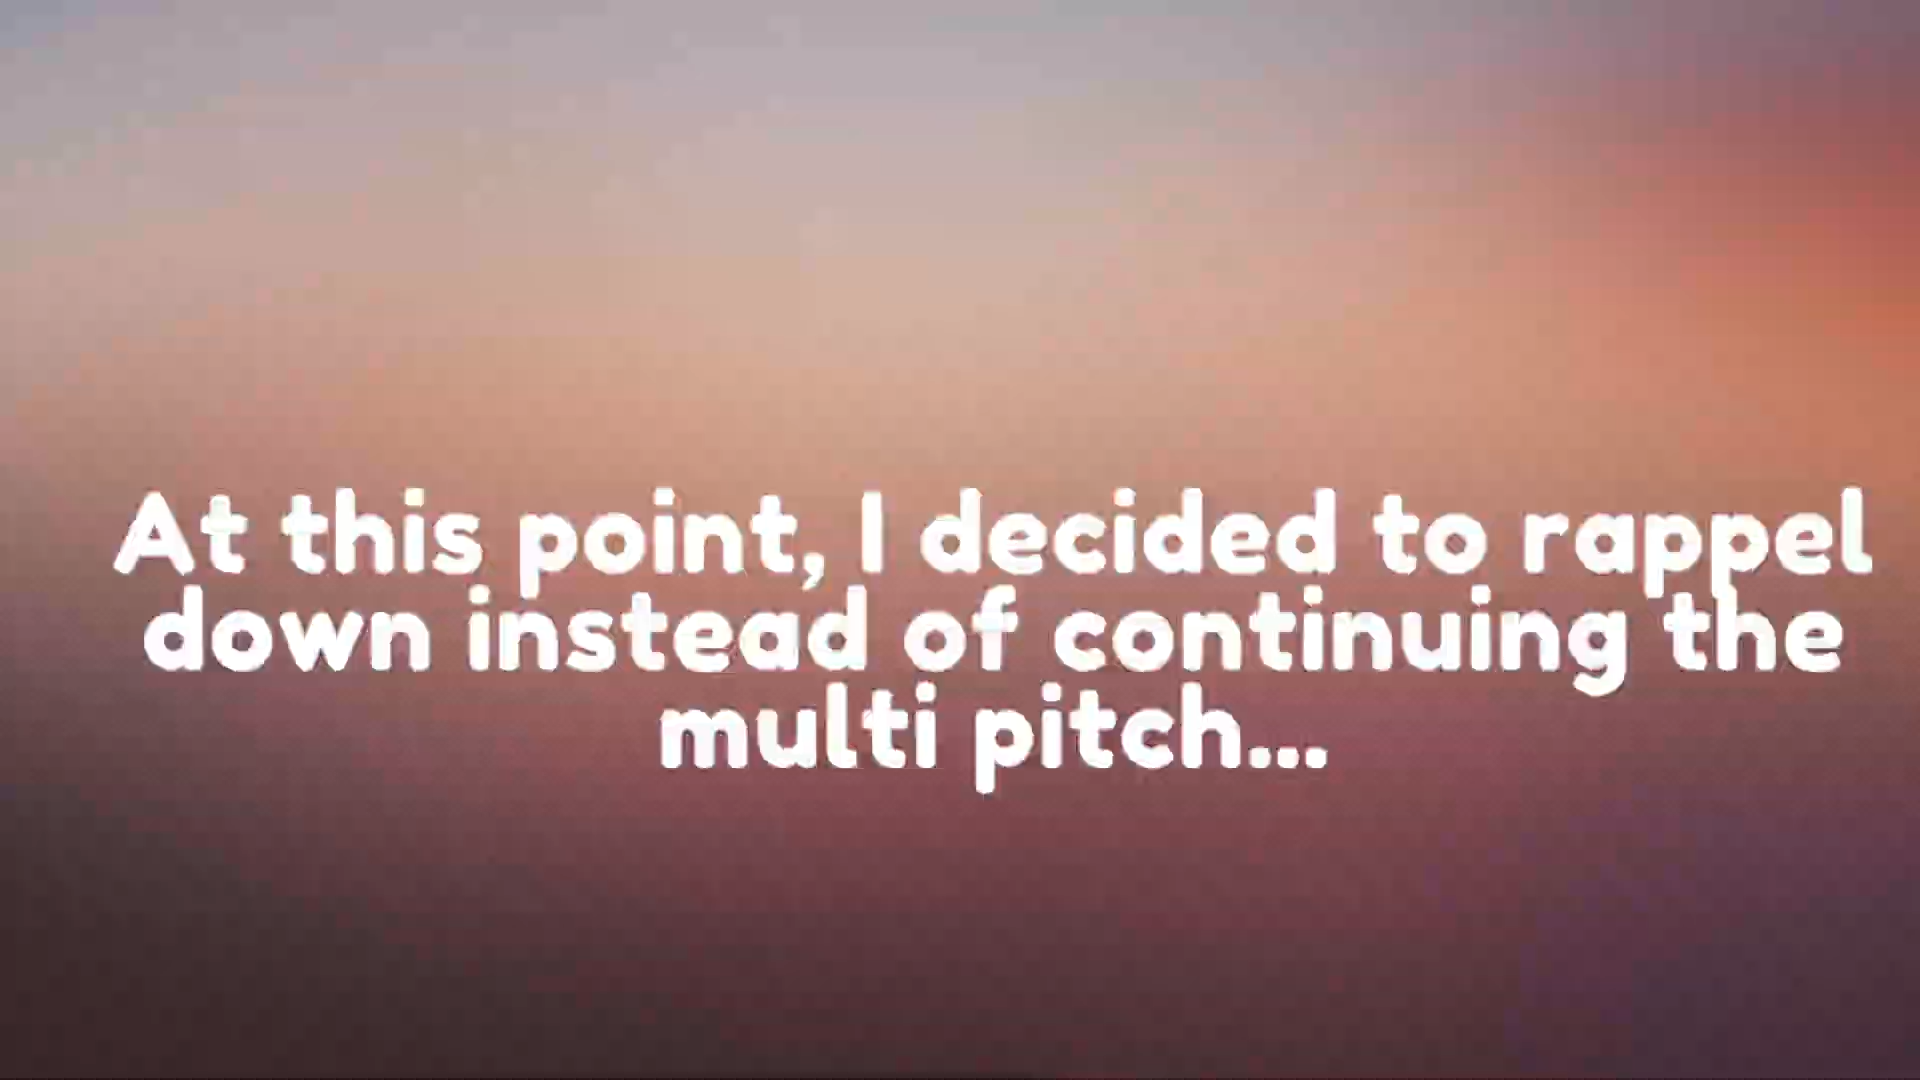 At this point, I decided to rappel
down instead of continuing the
multi pitch...